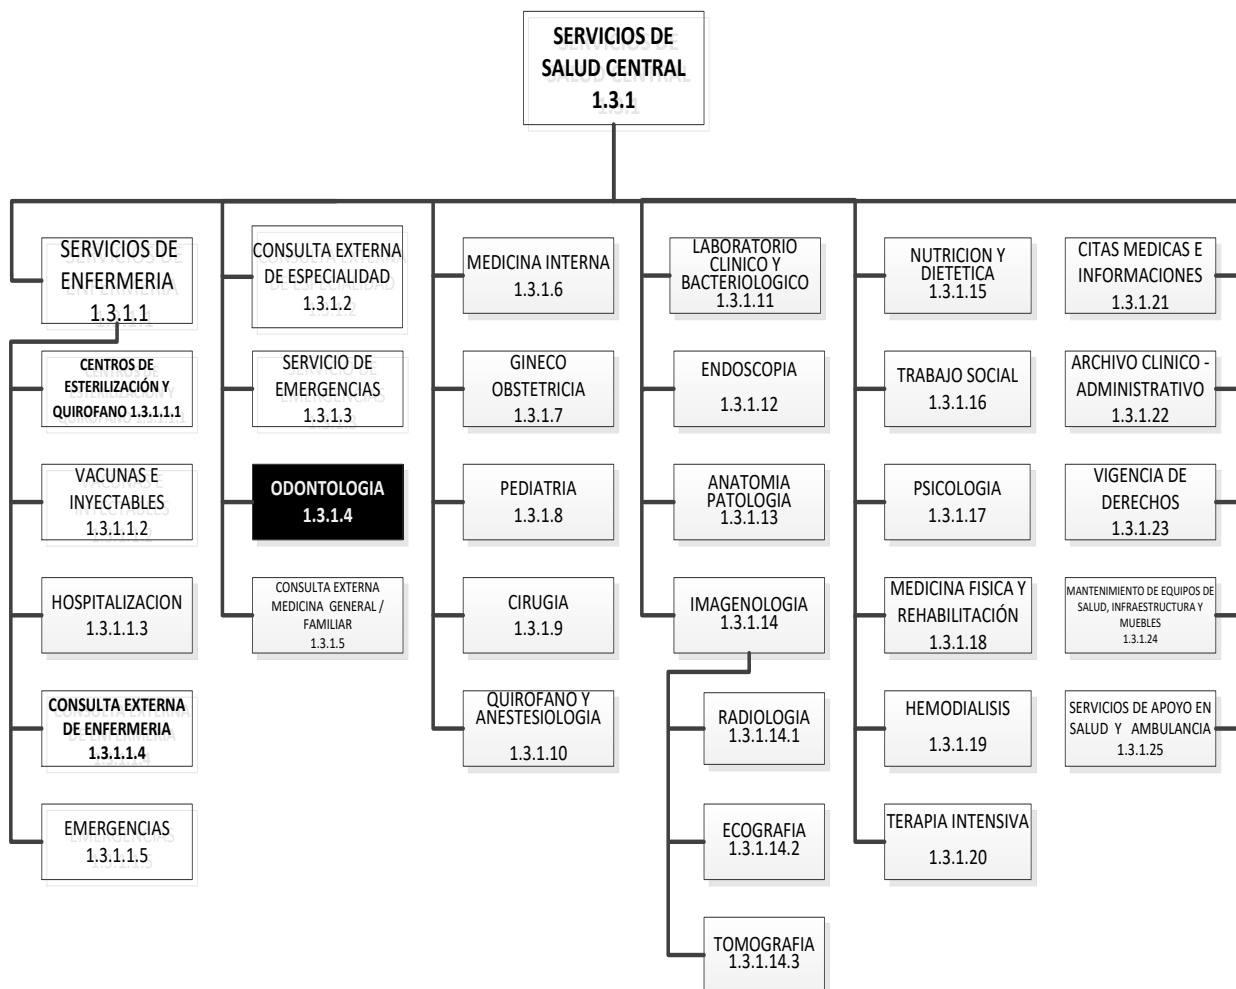 SERVICIOS DE
SALUD CENTRAL
1.3.1
SERVICIOS DE
ENFERMERIA
1.3.1.1
CENTROS DE
ESTERILIZACIÓN Y
QUIROFANO 1.3.1.1.1
VACUNAS E
INYECTABLES
1.3.1.1.2
HOSPITALIZACION
1.3.1.1.3
CONSULTA EXTERNA
DE ENFERMERIA
1.3.1.1.4
EMERGENCIAS
1.3.1.1.5
CONSULTA EXTERNA
DE ESPECIALIDAD
1.3.1.2
SERVICIO DE
EMERGENCIAS
1.3.1.3
ODONTOLOGIA
1.3.1.4
CONSULTA EXTERNA
MEDICINA GENERAL /
FAMILIAR
1.3.1.5
MEDICINA INTERNA
1.3.1.6
GINECO
OBSTETRICIA
1.3.1.7
PEDIATRIA
1.3.1.8
CIRUGIA
1.3.1.9
QUIROFANO Y
ANESTESIOLOGIA
1.3.1.10
LABORATORIO
CLINICO Y
BACTERIOLOGICO
1.3.1.11
ENDOSCOPIA
1.3.1.12
ANATOMIA
PATOLOGIA
1.3.1.13
IMAGENOLOGIA
1.3.1.14
RADIOLOGIA
1.3.1.14.1
ECOGRAFIA
1.3.1.14.2
TOMOGRAFIA
1.3.1.14.3
NUTRICION Y
DIETETICA
1.3.1.15
TRABAJO SOCIAL
1.3.1.16
PSICOLOGIA
1.3.1.17
MEDICINA FISICA Y
REHABILITACIÓN
1.3.1.18
HEMODIALISIS
1.3.1.19
TERAPIA INTENSIVA
1.3.1.20
CITAS MEDICAS E
INFORMACIONES
1.3.1.21
ARCHIVO CLINICO -
ADMINISTRATIVO
1.3.1.22
VIGENCIA DE
DERECHOS
1.3.1.23
MANTENIMIENTO DE EQUIPOS DE
SALUD, INFRAESTRUCTURA Y
MUEBLES
1.3.1.24
SERVICIOS DE APOYO EN
SALUD Y AMBULANCIA
1.3.1.25